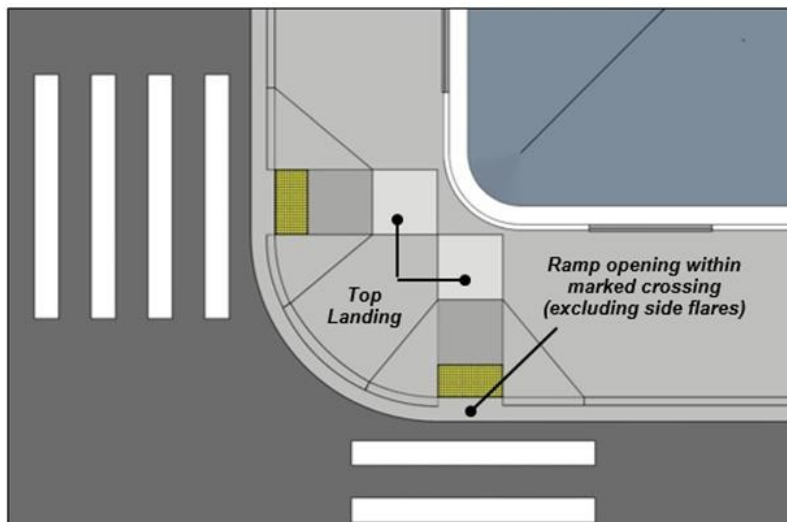 Top
Landing
Ramp opening within
marked crossing
(excluding side flares)